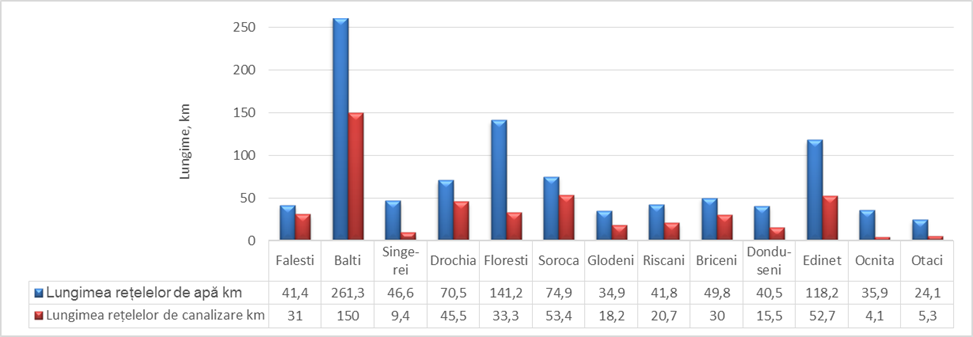 250
200
150
100
50
0
Lungime, km
Falesti Balti Singe-rei Drochia Floresti Soroca Glodeni Riscani Briceni Dondu-seni Edinet Ocnita Otaci
Lungimea rețelelor de apă km 41,4 261,3 46,6 70,5 141,2 74,9 34,9 41,8 49,8 40,5 118,2 35,9 24,1
Lungimea rețelelor de canalizare km 31 150 9,4 45,5 33,3 53,4 18,2 20,7 30 15,5 52,7 4,1 5,3